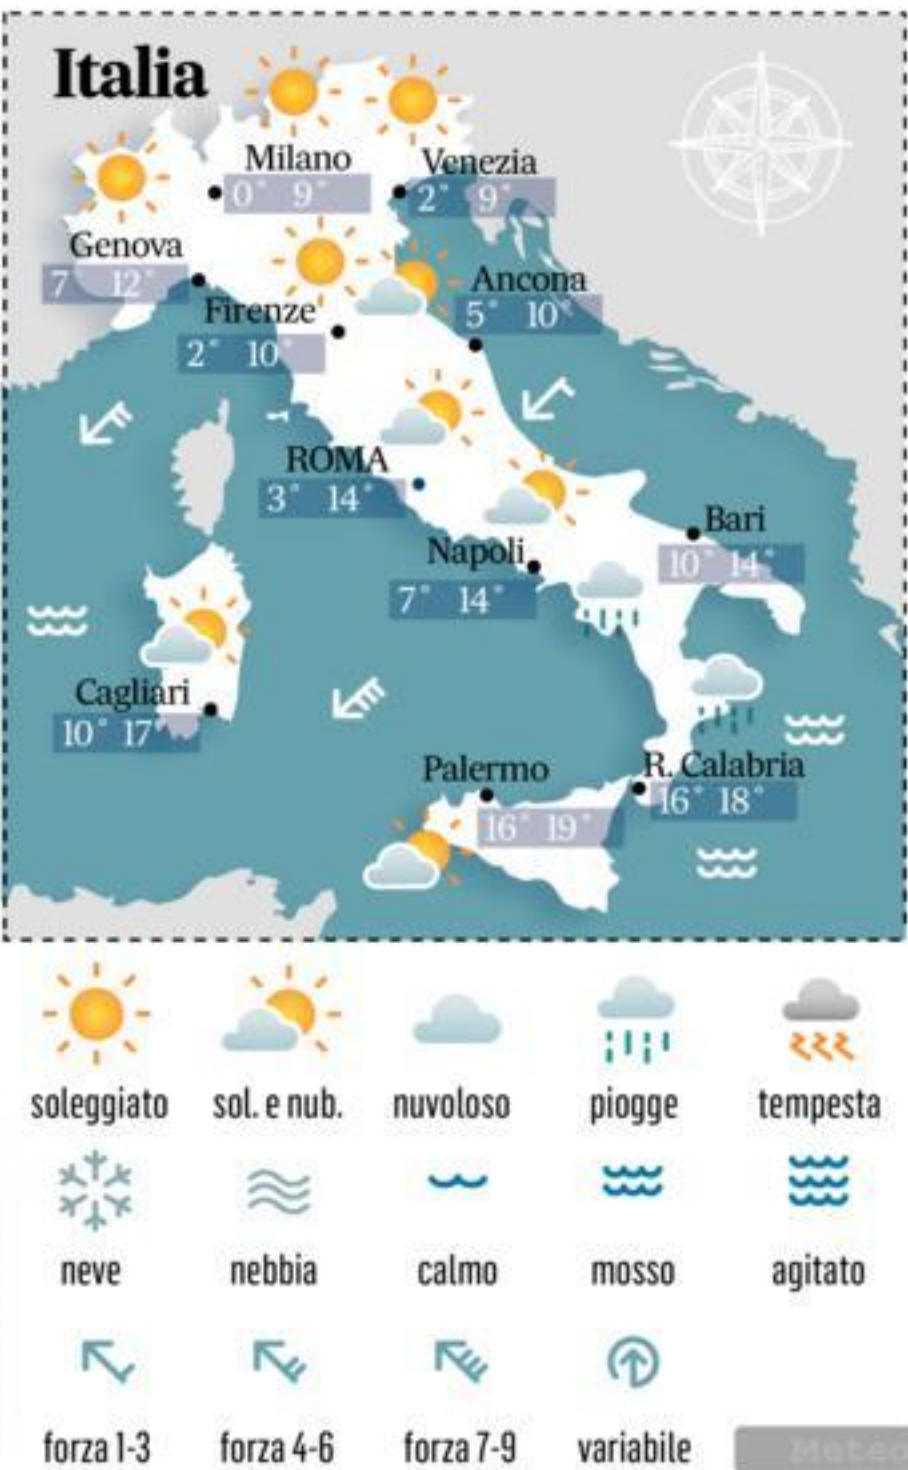 Italia
Milano
0° 9°
Venezia
2° 9°
Genova
7 12°
Firenze
2° 10°
Ancona
5° 10°
ROMA
3° 14°
Napoli
7° 14°
Bari
10° 14°
Cagliari
10° 17°
Palermo
16° 19°
R. Calabria
16° 18°
soleggiato sol. e nub. nuvoloso piogge tempesta
neve nebbia calmo mosso agitato
forza 1-3 forza 4-6 forza 7-9 variabile